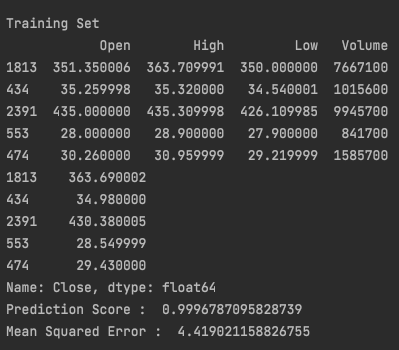 Training Set
            Open        High         Low   Volume
1813  351.350006  363.709991  350.000000  7667100
434    35.259998   35.320000   34.540001  1015600
2391  435.000000  435.309998  426.109985  9945700
553    28.000000   28.900000   27.900000   841700
474    30.260000   30.959999   29.219999  1585700
1813    363.690002
434      34.980000
2391    430.380005
553      28.549999
474      29.430000
Name: Close, dtype: float64
Prediction Score :  0.9996787095828739
Mean Squared Error :  4.419021158826755